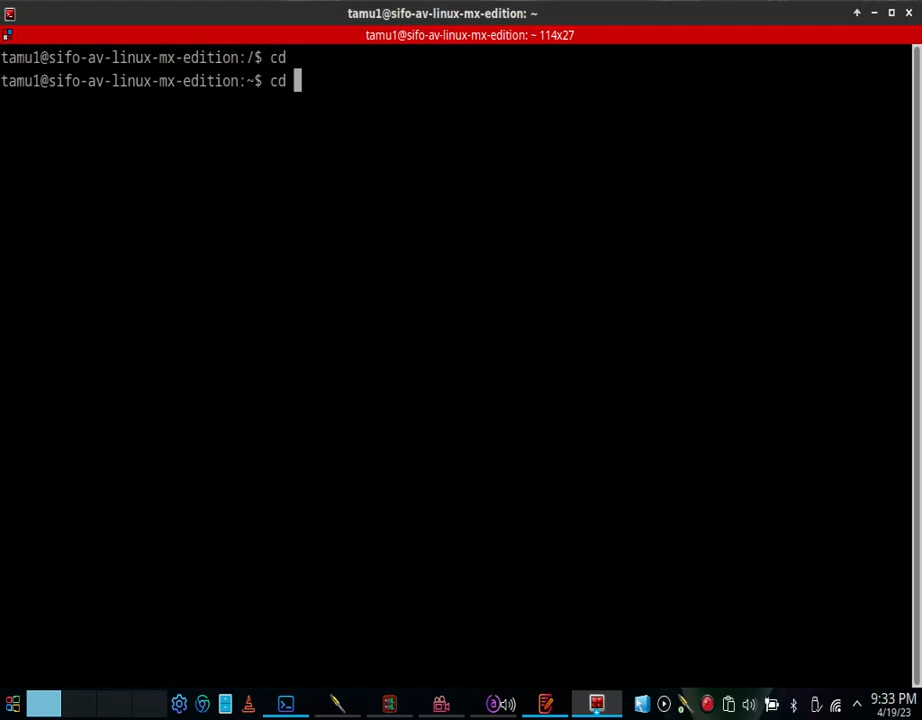 tamu1@sifo-av-linux-mx-edition: ~
tamu1@sifo-av-linux-mx-edition: ~ 114x27
tamu1@sifo-av-linux-mx-edition:/$ cd
tamu1@sifo-av-linux-mx-edition:~$ cd
9:33 PM
4/19/23